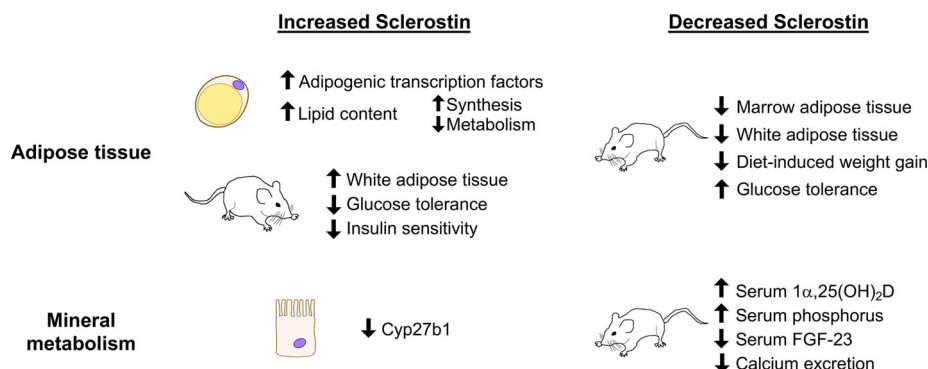 Increased Sclerostin
Decreased Sclerostin
Adipose tissue
↑ Adipogenic transcription factors
↑ Lipid content
↑ Synthesis
↓ Metabolism
↑ White adipose tissue
↓ Glucose tolerance
↓ Insulin sensitivity
↓ Marrow adipose tissue
↓ White adipose tissue
↓ Diet-induced weight gain
↑ Glucose tolerance
Mineral
metabolism
↓ Cyp27b1
↑ Serum 1α,25(OH)₂D
↑ Serum phosphorus
↓ Serum FGF-23
↓ Calcium excretion